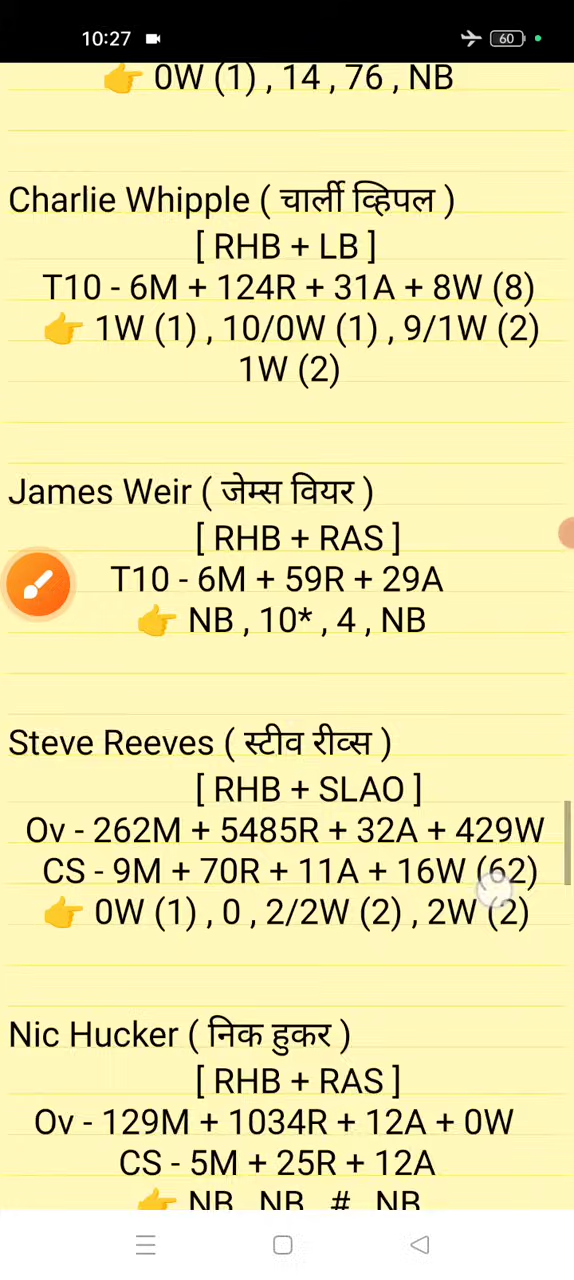 10:27
60
👉 0W (1) , 14 , 76 , NB
Charlie Whipple ( चार्ली व्हिपल )
[ RHB + LB ]
T10 - 6M + 124R + 31A + 8W (8)
👉 1W (1) , 10/0W (1) , 9/1W (2)
1W (2)
James Weir ( जेम्स वियर )
[ RHB + RAS ]
T10 - 6M + 59R + 29A
👉 NB , 10* , 4 , NB
Steve Reeves ( स्टीव रीव्स )
[ RHB + SLAO ]
Ov - 262M + 5485R + 32A + 429W
CS - 9M + 70R + 11A + 16W (62)
👉 0W (1) , 0 , 2/2W (2) , 2W (2)
Nic Hucker ( निक हुकर )
[ RHB + RAS ]
Ov - 129M + 1034R + 12A + 0W
CS - 5M + 25R + 12A
👉 NB , NB , # , NB